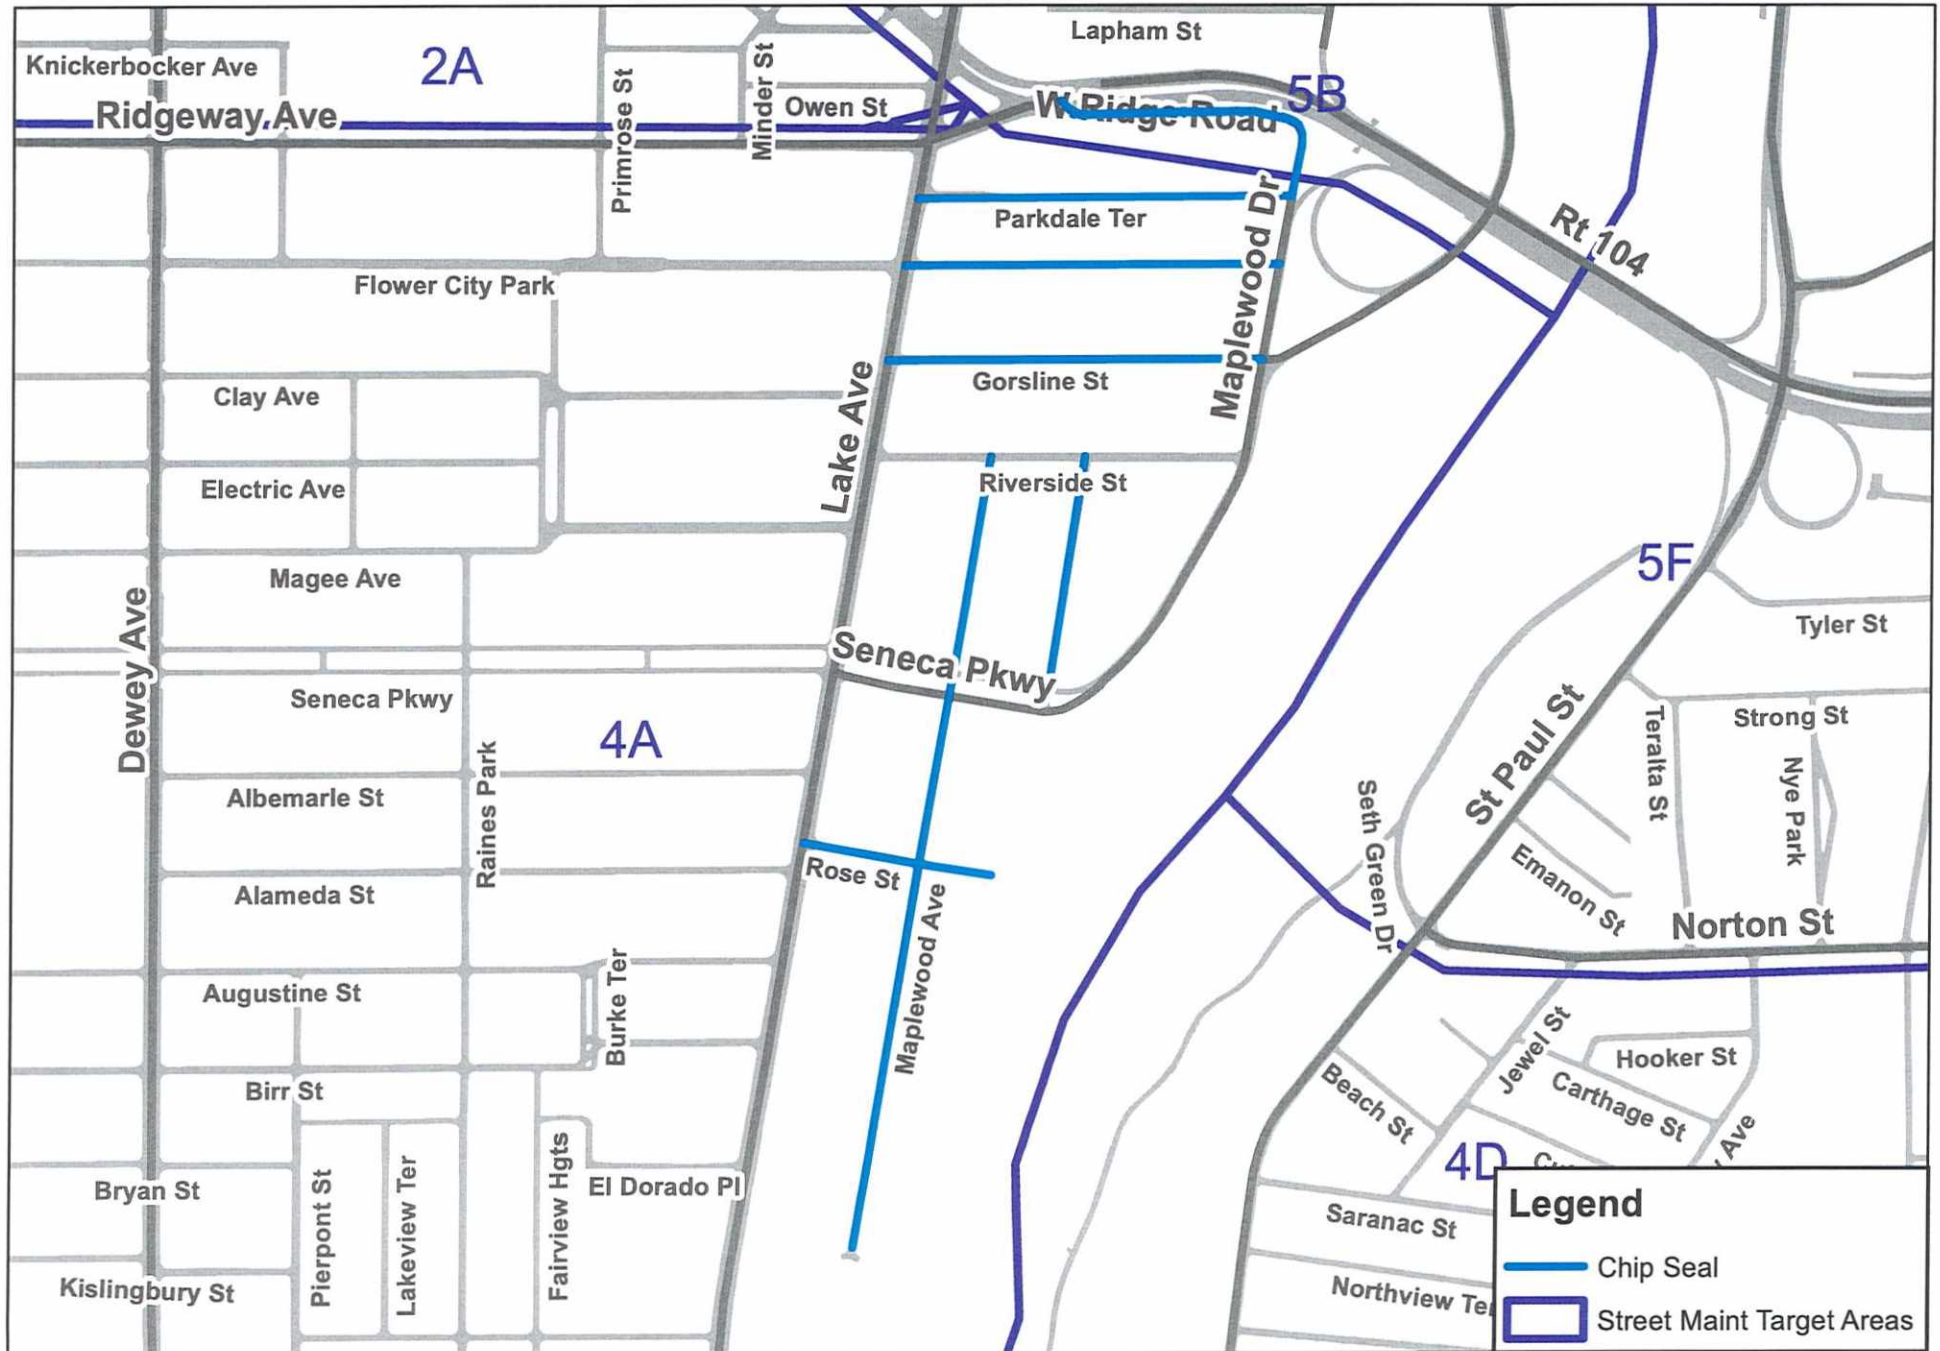 Lapham St
Knickerbocker Ave
2A
Minder St
Primrose St
5B
Ridgeway Ave
Owen St
W Ridge Road
Parkdale Ter
Maplewood Dr
Rt 104
Flower City Park
Clay Ave
Lake Ave
Gorsline St
Electric Ave
Riverside St
5F
Magee Ave
Dewey Ave
Tyler St
Seneca Pkwy
Seneca Pkwy
4A
Raines Park
St Paul St
Teralta St
Strong St
Nye Park
Seth Green Dr
Albemarle St
Rose St
Maplewood Ave
Emanon St
Alameda St
Norton St
Augustine St
Burke Ter
Jewel St
Hooker St
Birr St
Beach St
Carthage St
Ave
4D
Bryan St
Pierpont St
Lakeview Ter
Fairview Hgts
El Dorado Pl
Saranac St
Kislingbury St
Northview Ter
Legend
Chip Seal
Street Maint Target Areas